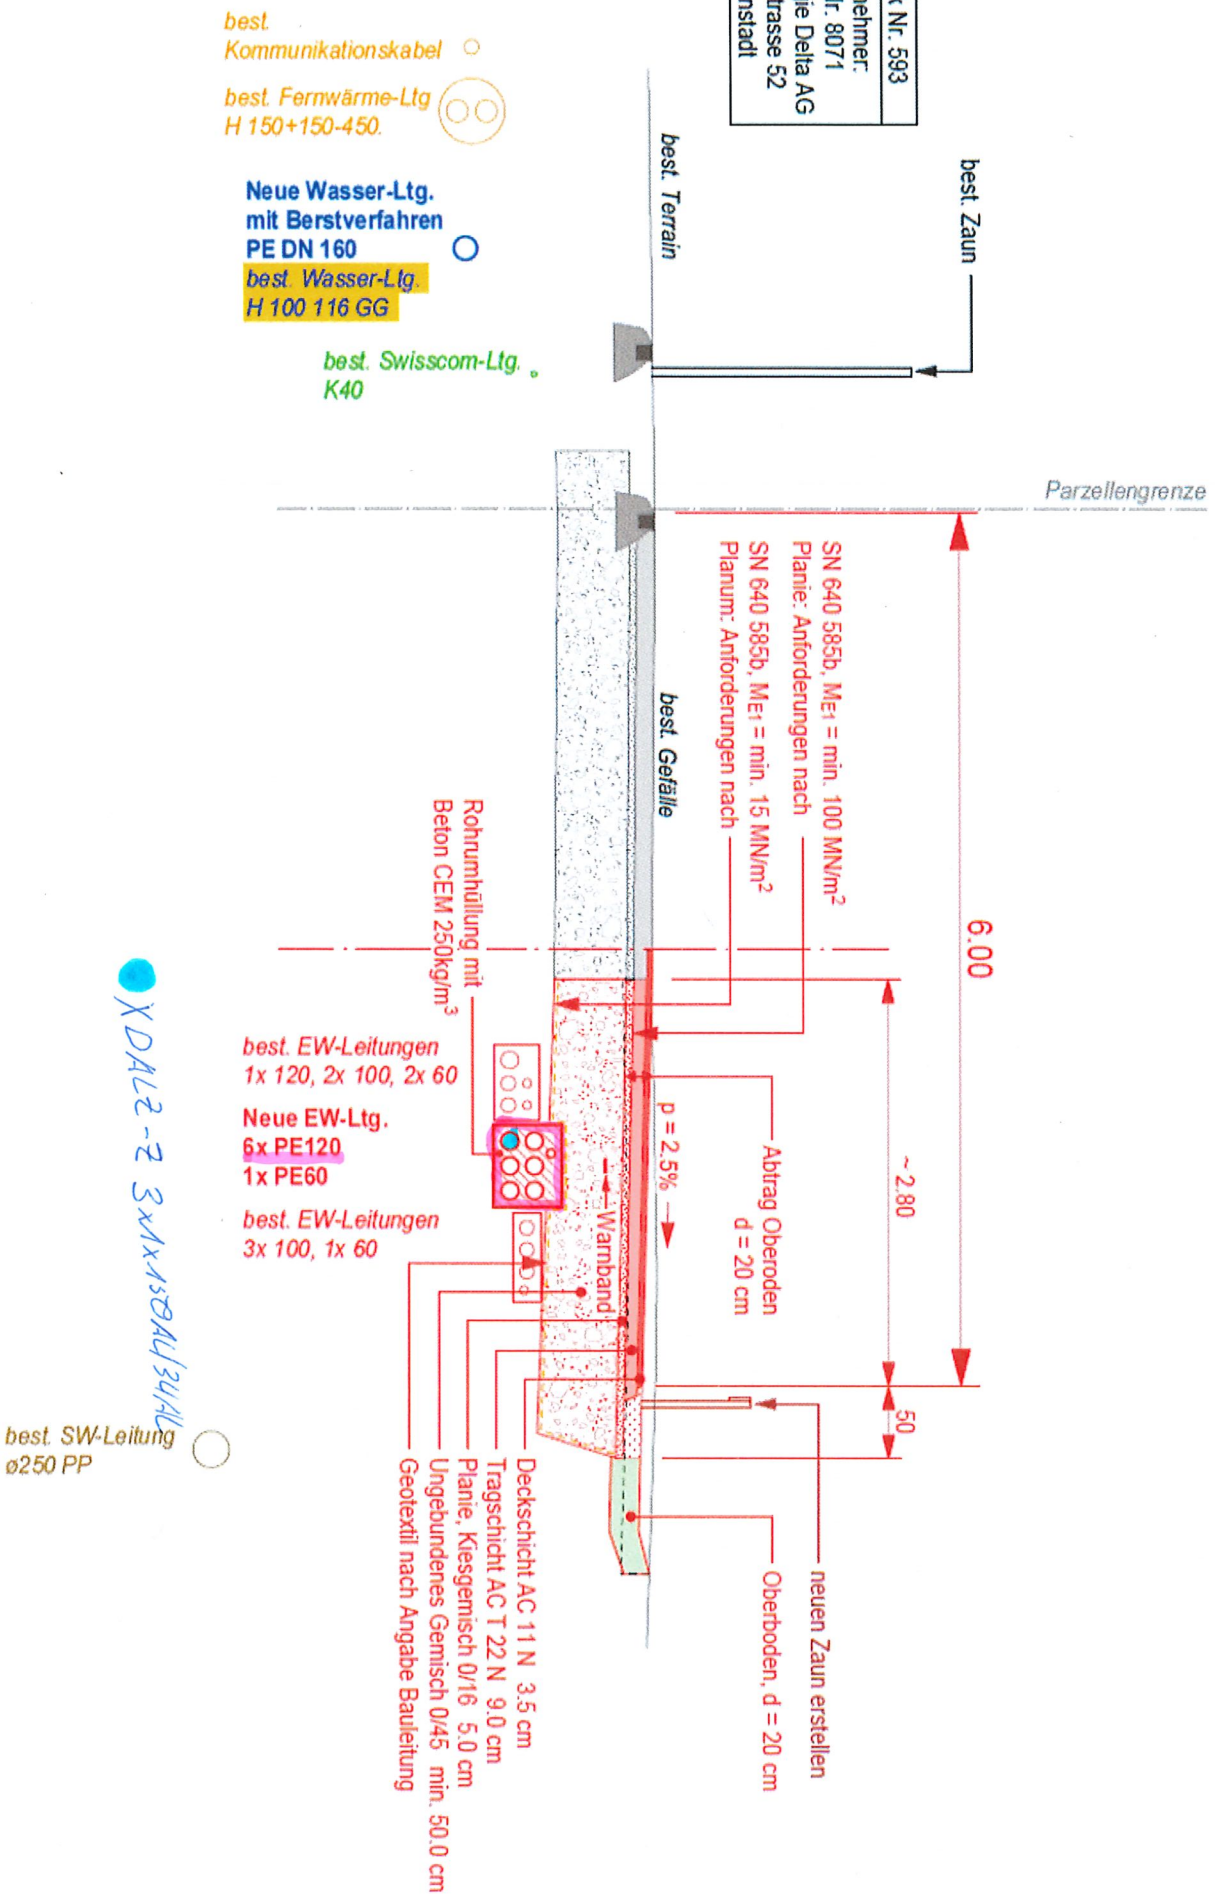 k Nr. 593
nehmer:
Nr. 8071
ie Delta AG
trasse 52
nstadt
best. Zaun
best. Terrain
Parzellengrenze
best.
Kommunikationskabel
best. Fernwärme-Ltg
H 150+150-450.
Neue Wasser-Ltg.
mit Berstverfahren
PE DN 160
best. Wasser-Ltg.
H 100 116 GG
best. Swisscom-Ltg.
K40
6.00
SN 640 585b, ME1 = min. 100 MN/m²
Planie: Anforderungen nach
SN 640 585b, ME1 = min. 15 MN/m²
Planum: Anforderungen nach
best. Gefälle
~ 2.80
50
Abtrag Oberoden
d = 20 cm
p = 2.5%
Warnband
Rohrumhüllung mit
Beton CEM 250kg/m³
best. EW-Leitungen
1x 120, 2x 100, 2x 60
Neue EW-Ltg.
6x PE120
1x PE60
best. EW-Leitungen
3x 100, 1x 60
neuen Zaun erstellen
Oberboden, d = 20 cm
Deckschicht AC 11 N 3.5 cm
Tragschicht AC T 22 N 9.0 cm
Planie, Kiesgemisch 0/16 5.0 cm
Ungebundenes Gemisch 0/45 min. 50.0 cm
Geotextil nach Angabe Bauleitung
XDALZ-Z 3x1x150AL/34AL
best. SW-Leitung
ø250 PP